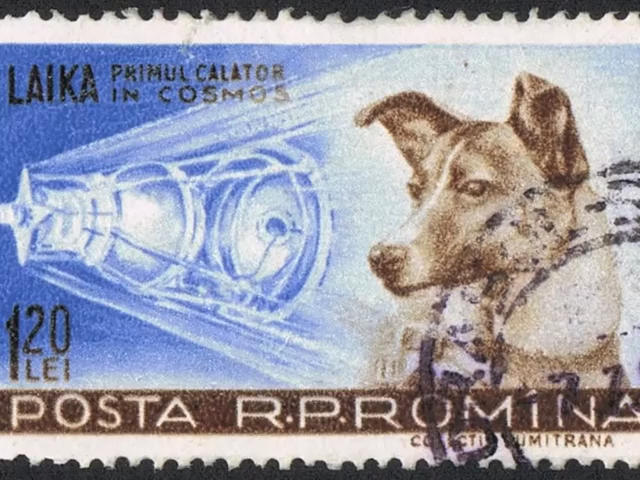 LAIKA PRIMUL CALATOR
IN COSMOS
1.20
LEI
POSTA R.P.ROMINA